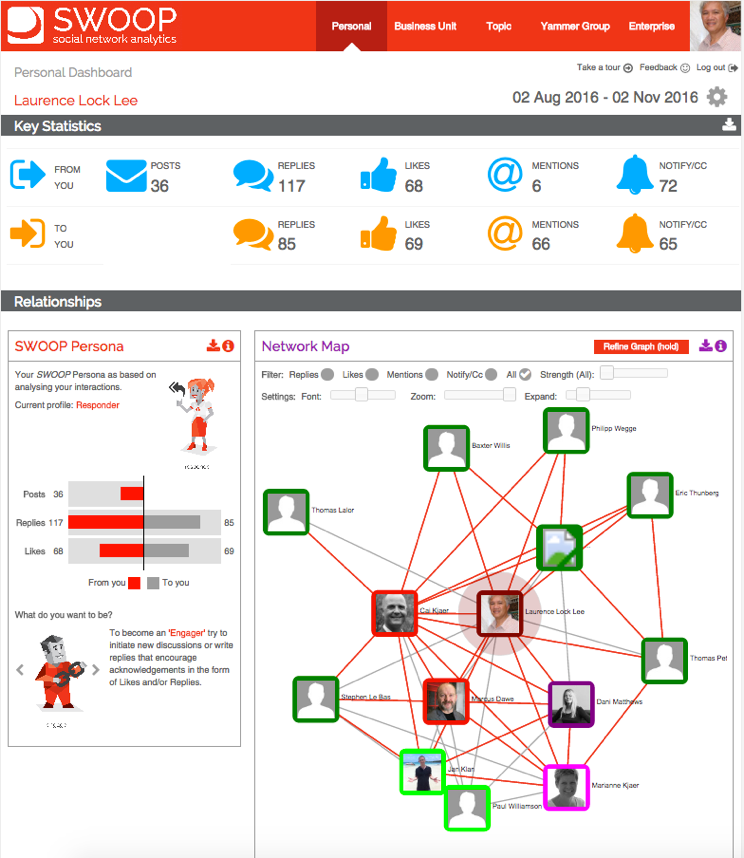 SWOOP
social network analytics
Personal
Business Unit
Topic
Yammer Group
Enterprise
Take a tour
Feedback
Log out
Personal Dashboard
Laurence Lock Lee
02 Aug 2016 - 02 Nov 2016
Key Statistics
FROM
YOU
POSTS
36
REPLIES
117
LIKES
68
MENTIONS
6
NOTIFY/CC
72
TO
YOU
REPLIES
85
LIKES
69
MENTIONS
66
NOTIFY/CC
65
Relationships
SWOOP Persona
Your SWOOP Persona as based on
analysing your interactions.
Current profile: Responder
Posts 36
Replies 117
85
Likes 68
69
From you
To you
What do you want to be?
To become an 'Engager' try to
initiate new discussions or write
replies that encourage
acknowledgements in the form
of Likes and/or Replies.
Network Map
Refine Graph (hold)
Filter: Replies Likes Mentions Notify/Cc All Strength (All):
Settings: Font: Zoom: Expand:
Philipp Wegge
Baxter Willis
Eric Thunberg
Thomas Lalor
Cai Kjaer
Laurence Lock Lee
Thomas Pet
Stephen Le Bas
Marcus Dawe
Dani Matthews
Jan Klan
Marianne Kjaer
Paul Williamson